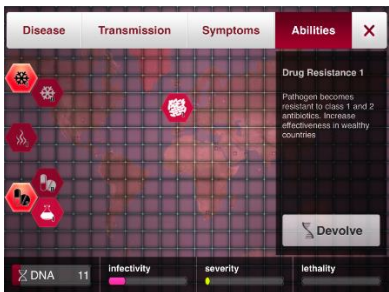 Disease Transmission Symptoms Abilities X
Drug Resistance 1
Pathogen becomes
resistant to class 1 and 2
antibiotics. Increase
effectiveness in wealthy
countries
Devolve
DNA 11 infectivity severity lethality